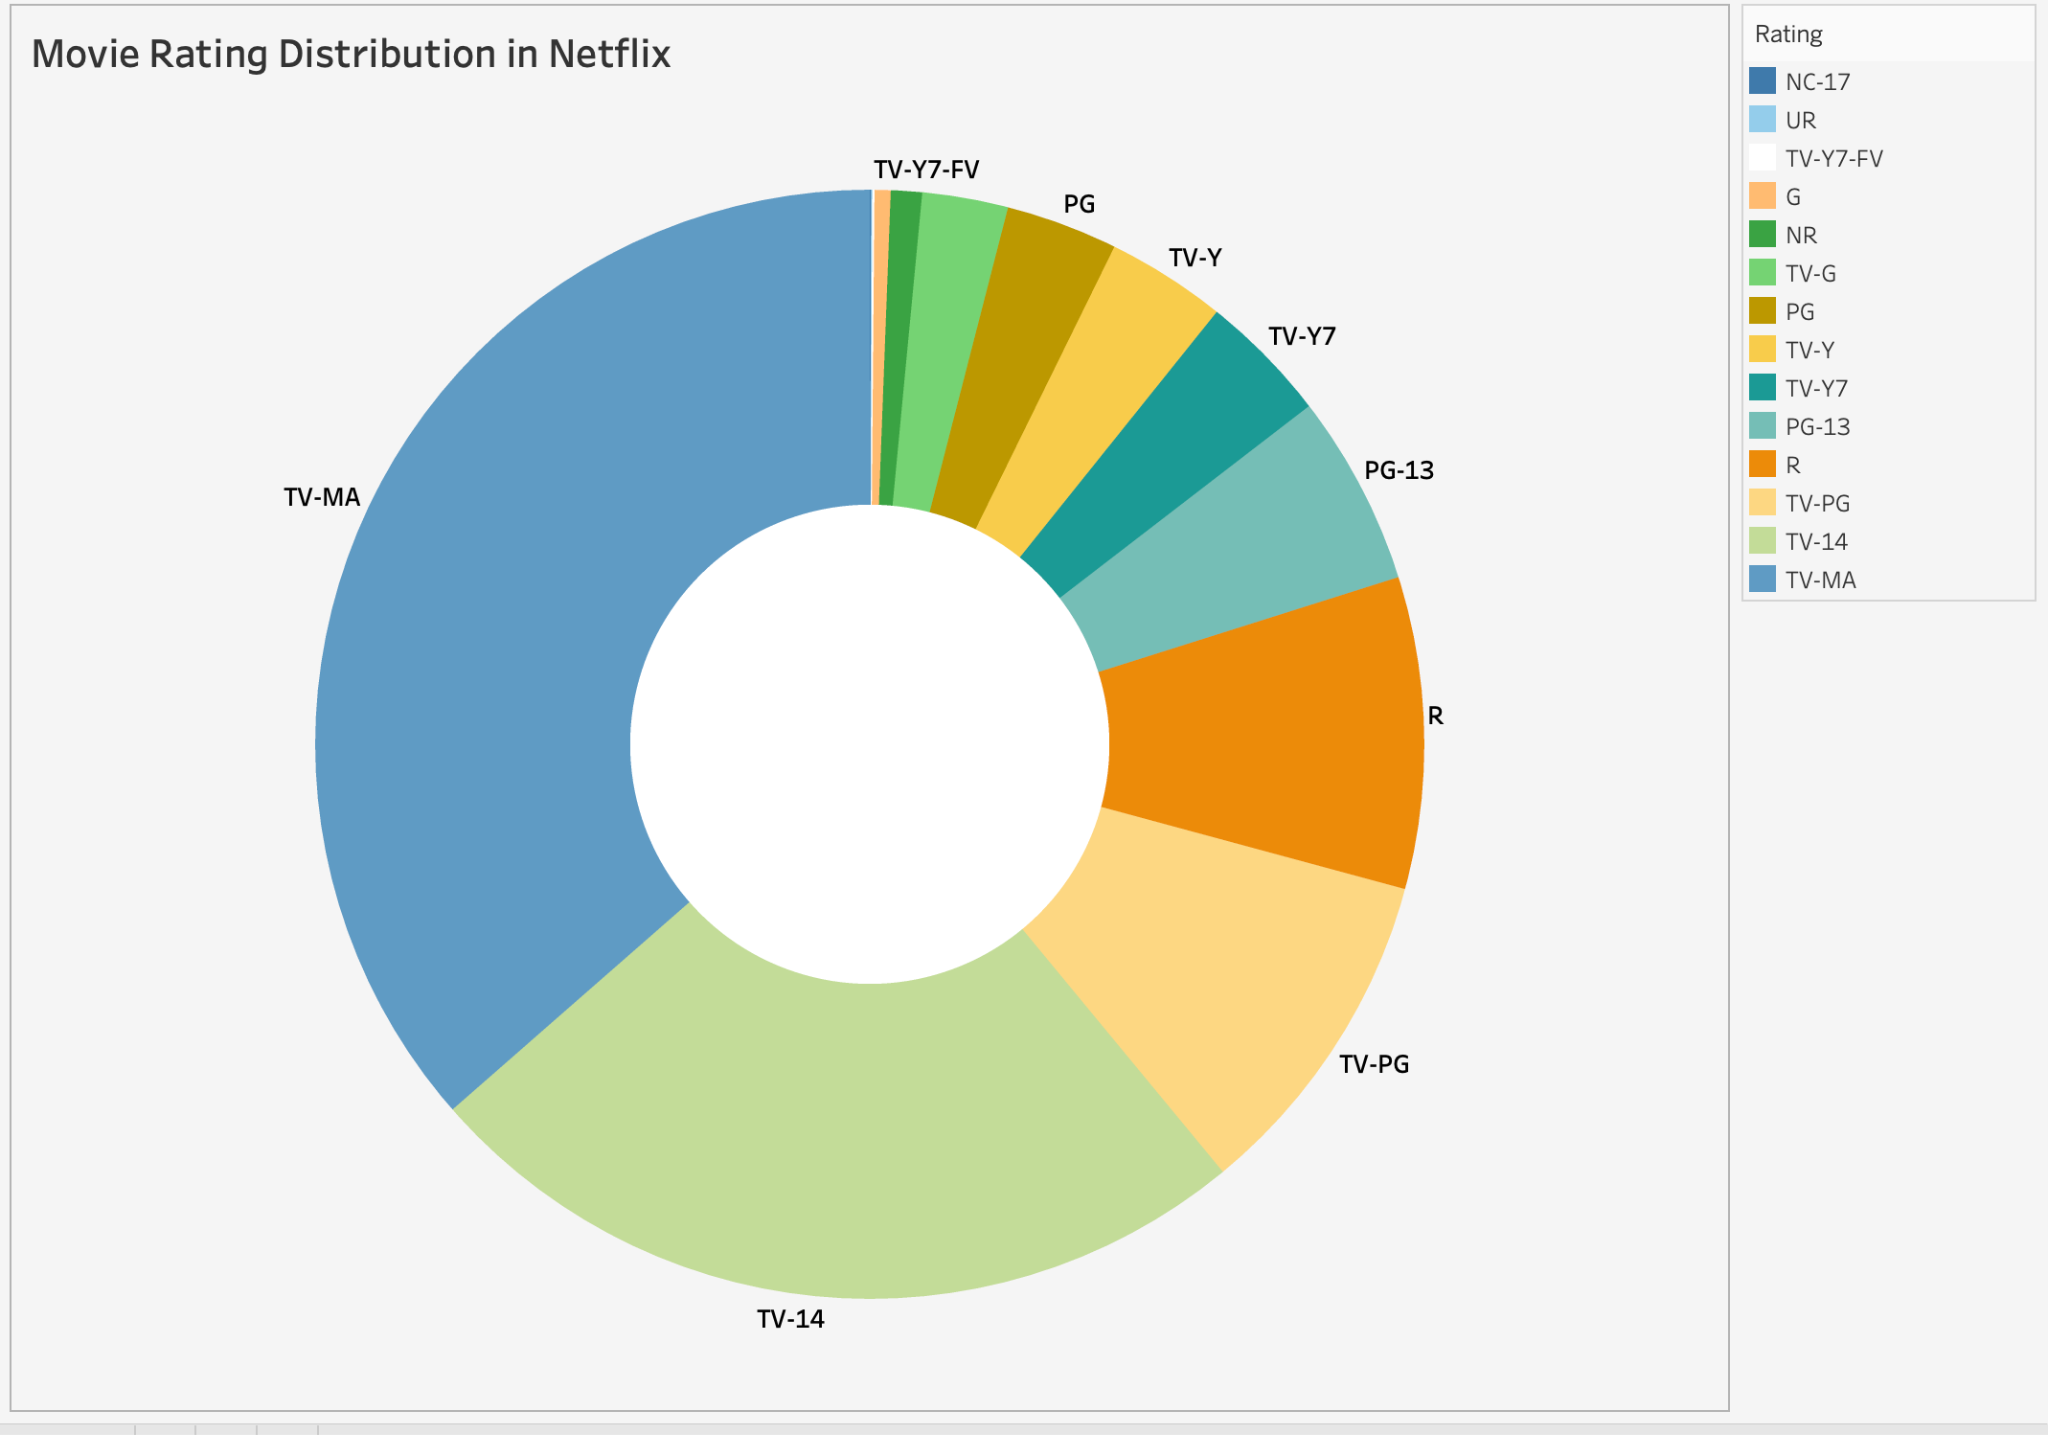 Movie Rating Distribution in Netflix
Rating
NC-17
UR
TV-Y7-FV
G
NR
TV-G
PG
TV-Y
TV-Y7
PG-13
R
TV-PG
TV-14
TV-MA
TV-Y7-FV
PG
TV-Y
TV-Y7
PG-13
R
TV-PG
TV-14
TV-MA